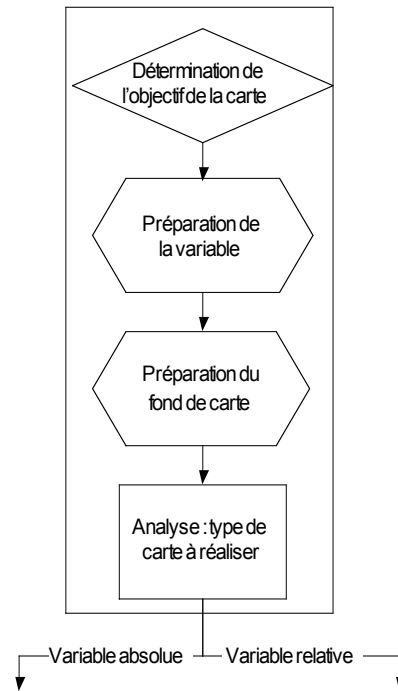 Détermination de
l'objectif de la carte
Préparation de
la variable
Préparation du
fond de carte
Analyse : type de
carte à réaliser
Variable absolue
Variable relative